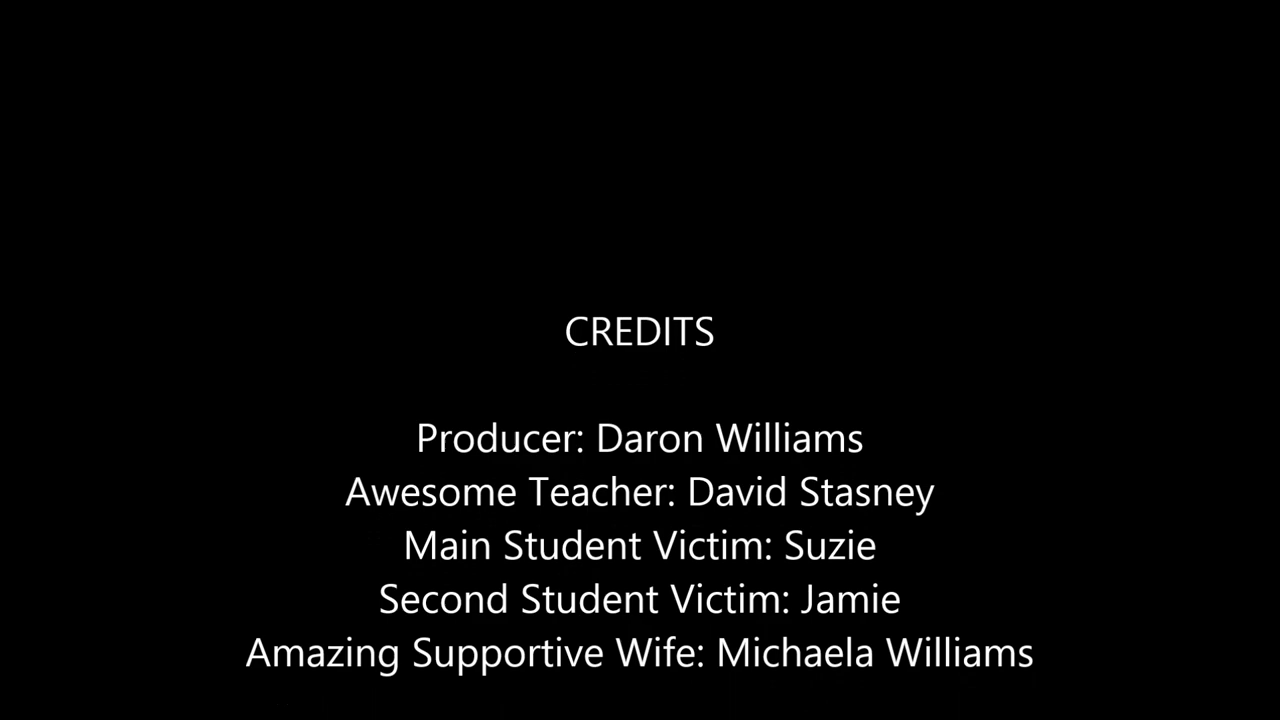 CREDITS
Producer: Daron Williams
Awesome Teacher: David Stasney
Main Student Victim: Suzie
Second Student Victim: Jamie
Amazing Supportive Wife: Michaela Williams